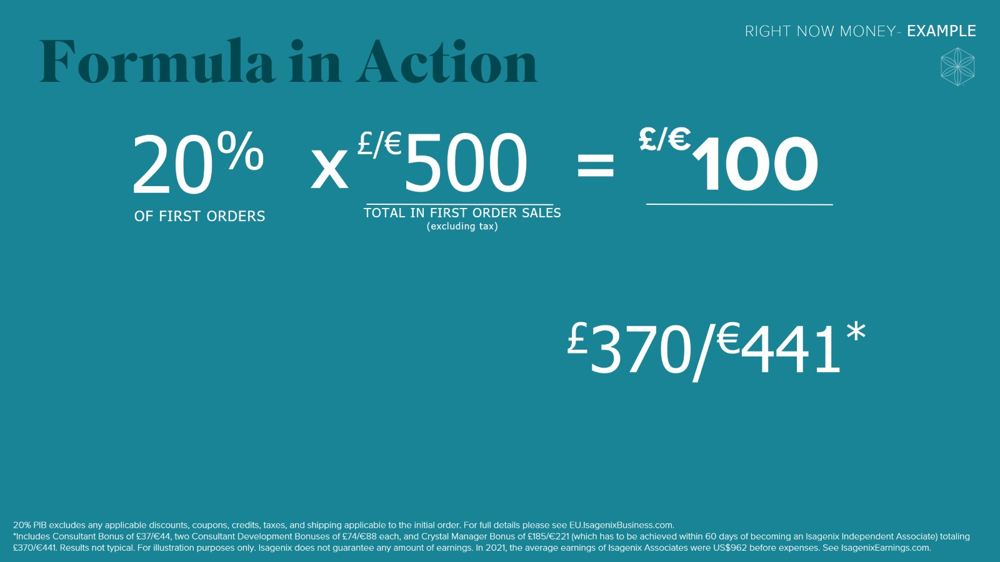 RIGHT NOW MONEY- EXAMPLE
Formula in Action
20% x £/€500 = £/€100
OF FIRST ORDERS
TOTAL IN FIRST ORDER SALES
(excluding tax)
£370/€441*
20% PIB excludes any applicable discounts, coupons, credits, taxes, and shipping applicable to the initial order. For full details please see EU.IsagenixBusiness.com.
*Includes Consultant Bonus of £37/€44, two Consultant Development Bonuses of £74/€88 each, and Crystal Manager Bonus of £185/€221 (which has to be achieved within 60 days of becoming an Isagenix Independent Associate) totaling
£370/€441. Results not typical. For illustration purposes only. Isagenix does not guarantee any amount of earnings. In 2021, the average earnings of Isagenix Associates were US$962 before expenses. See IsagenixEarnings.com.